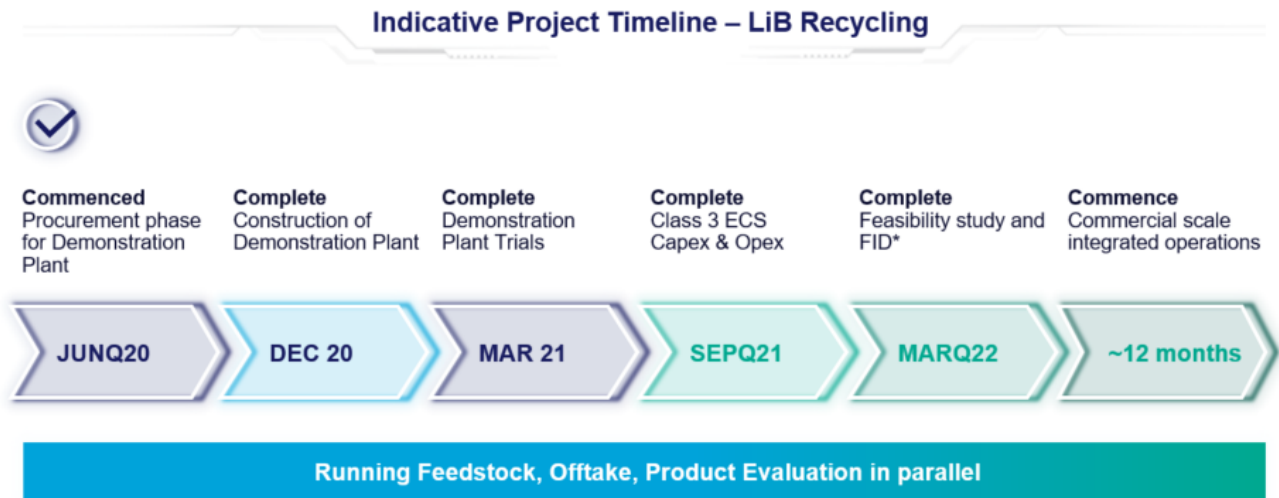 Indicative Project Timeline – LiB Recycling
Commenced
Procurement phase
for Demonstration
Plant
Complete
Construction of
Demonstration Plant
Complete
Demonstration
Plant Trials
Complete
Class 3 ECS
Capex & Opex
Complete
Feasibility study and
FID*
Commence
Commercial scale
integrated operations
JUNQ20
DEC 20
MAR 21
SEPQ21
MARQ22
~12 months
Running Feedstock, Offtake, Product Evaluation in parallel